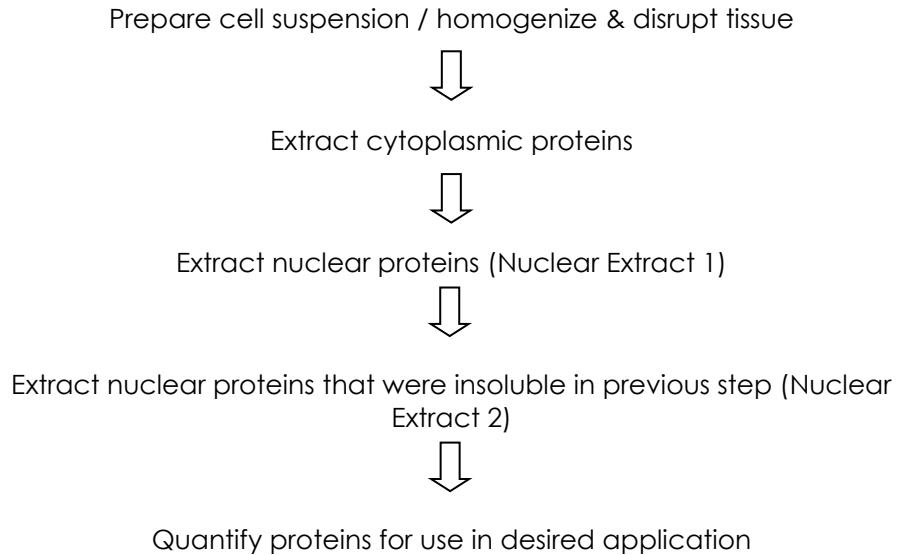 Prepare cell suspension / homogenize & disrupt tissue
Extract cytoplasmic proteins
Extract nuclear proteins (Nuclear Extract 1)
Extract nuclear proteins that were insoluble in previous step (Nuclear
Extract 2)
Quantify proteins for use in desired application